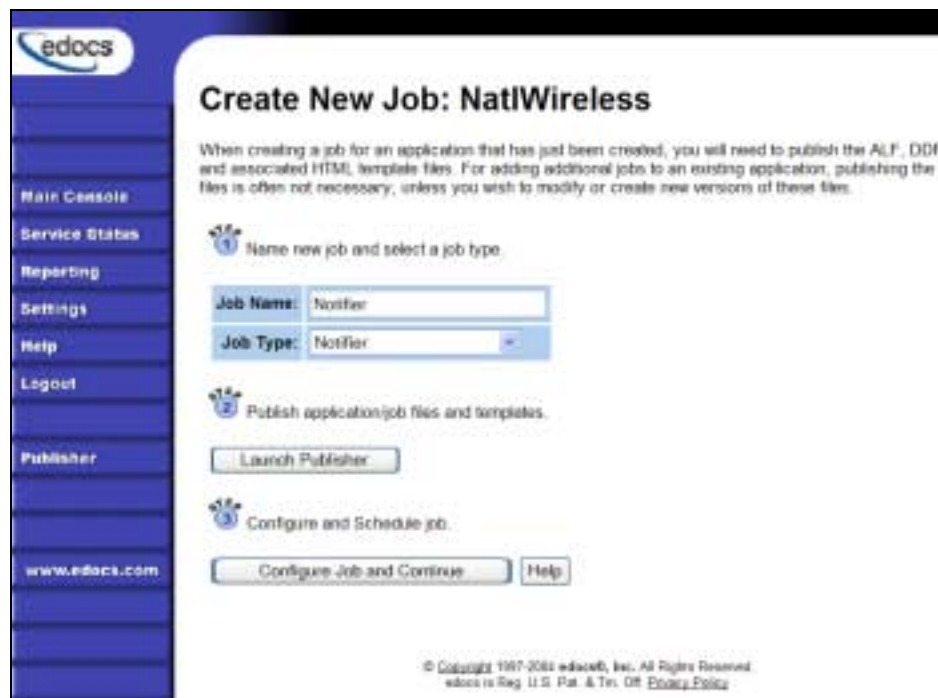 edocs
Create New Job: NatlWireless
When creating a job for an application that has just been created, you will need to publish the ALF, DDF
and associated HTML template files. For adding additional jobs to an existing application, publishing the
files is often not necessary, unless you wish to modify or create new versions of these files.
Main Console
Service Status
Reporting
Settings
Help
Logout
Publisher
www.edocs.com
1 Name new job and select a job type.
Job Name: Notifier
Job Type: Notifier
2 Publish application/job files and templates.
Launch Publisher
3 Configure and Schedule job.
Configure Job and Continue Help
© Copyright 1997-2004 edocs®, Inc. All Rights Reserved.
edocs is Reg. U.S. Pat. & Tm. Off. Privacy Policy